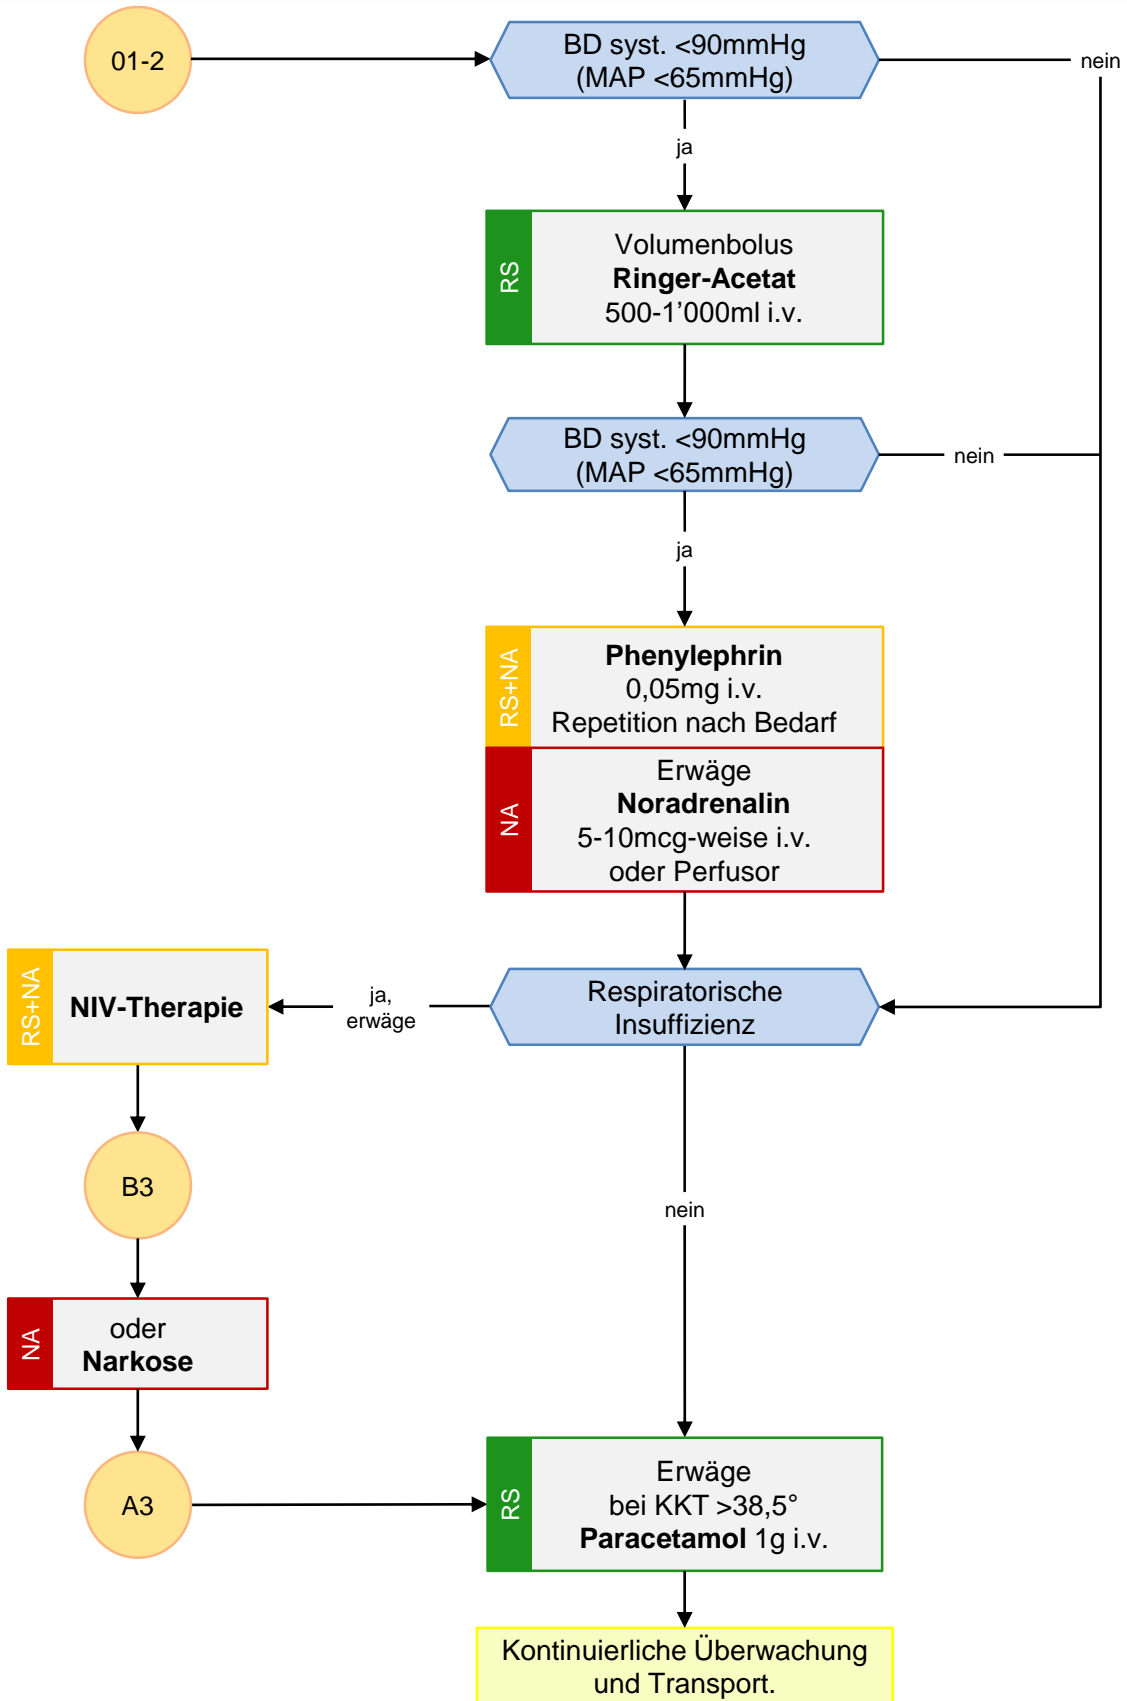 01-2
BD syst. <90mmHg
(MAP <65mmHg)
nein
ja
RS
Volumenbolus
Ringer-Acetat
500-1’000ml i.v.
BD syst. <90mmHg
(MAP <65mmHg)
nein
ja
RS+NA
Phenylephrin
0,05mg i.v.
Repetition nach Bedarf
NA
Erwäge
Noradrenalin
5-10mcg-weise i.v.
oder Perfusor
Respiratorische
Insuffizienz
ja,
erwäge
RS+NA
NIV-Therapie
B3
nein
NA
oder
Narkose
A3
RS
Erwäge
bei KKT >38,5°
Paracetamol 1g i.v.
Kontinuierliche Überwachung
und Transport.